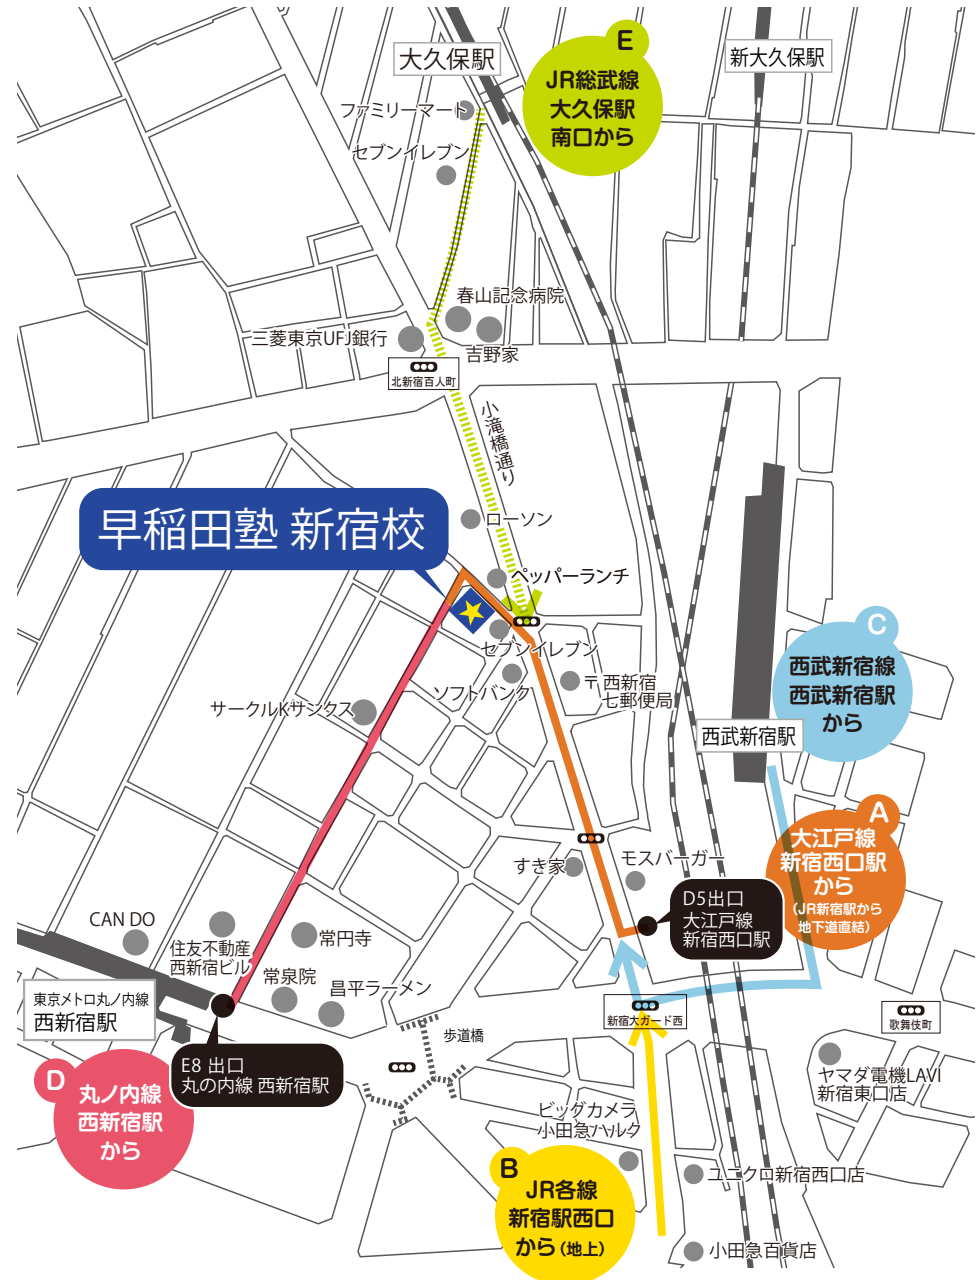 E
JR総武線
大久保駅
南口から
大久保駅
新大久保駅
ファミリーマート
セブンイレブン
春山記念病院
三菱東京UFJ銀行
吉野家
北新宿百人町
小滝橋通り
早稲田塾 新宿校
ローソン
ペッパーランチ
セブンイレブン
ソフトバンク
〒西新宿
七郵便局
サークルKサンクス
C
西武新宿線
西武新宿駅
から
西武新宿駅
A
大江戸線
新宿西口駅
から
(JR新宿駅から
地下道直結)
すき家
モスバーガー
D5出口
大江戸線
新宿西口駅
CAN DO
住友不動産
西新宿ビル
常円寺
常泉院
昌平ラーメン
東京メトロ丸ノ内線
西新宿駅
E8 出口
丸の内線 西新宿駅
D
丸ノ内線
西新宿駅
から
歩道橋
新宿大ガード西
歌舞伎町
ヤマダ電機LAVI
新宿東口店
ビッグカメラ
小田急ハルク
B
JR各線
新宿駅西口
から(地上)
ユニクロ新宿西口店
小田急百貨店